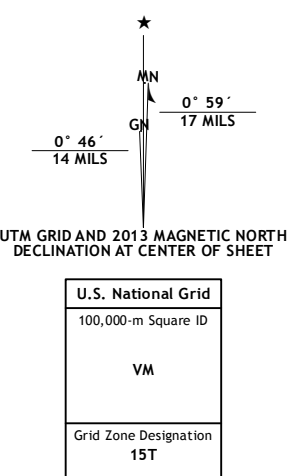 ★
MN
0° 59´
17 MILS
GN
0° 46´
14 MILS
UTM GRID AND 2013 MAGNETIC NORTH
DECLINATION AT CENTER OF SHEET
U.S. National Grid
100,000-m Square ID
VM
Grid Zone Designation
15T